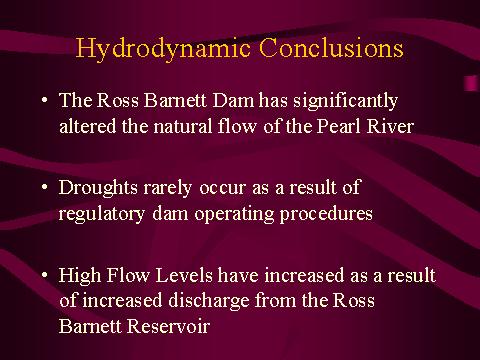 Hydrodynamic Conclusions
• The Ross Barnett Dam has significantly
altered the natural flow of the Pearl River
• Droughts rarely occur as a result of
regulatory dam operating procedures
• High Flow Levels have increased as a result
of increased discharge from the Ross
Barnett Reservoir